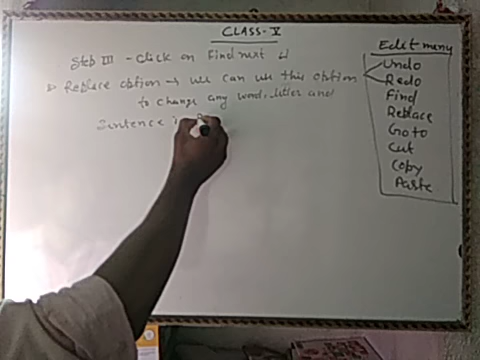 CLASS-V
Step III - Click on Find next ↲
Replace option → we can use this option
to change any word, letter and
Sentence
Edit menu
Undo
Redo
Find
Replace
Go to
Cut
Copy
Paste